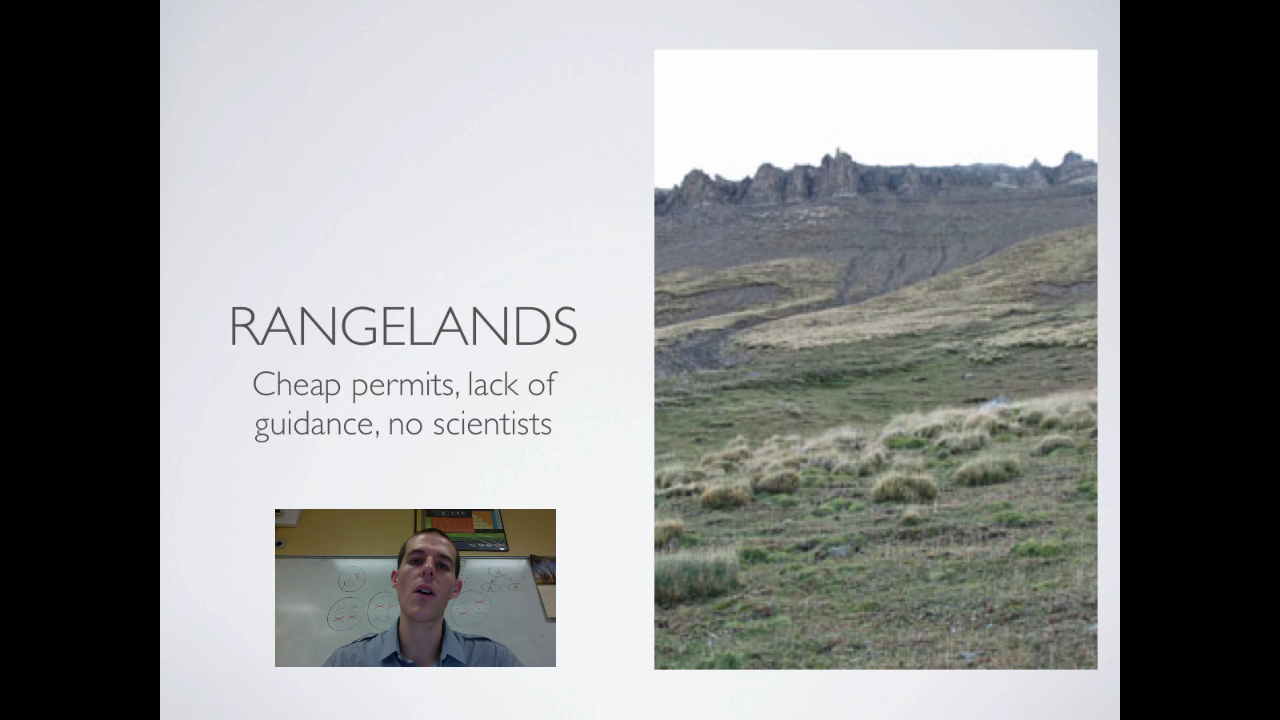 RANGELANDS
Cheap permits, lack of
guidance, no scientists